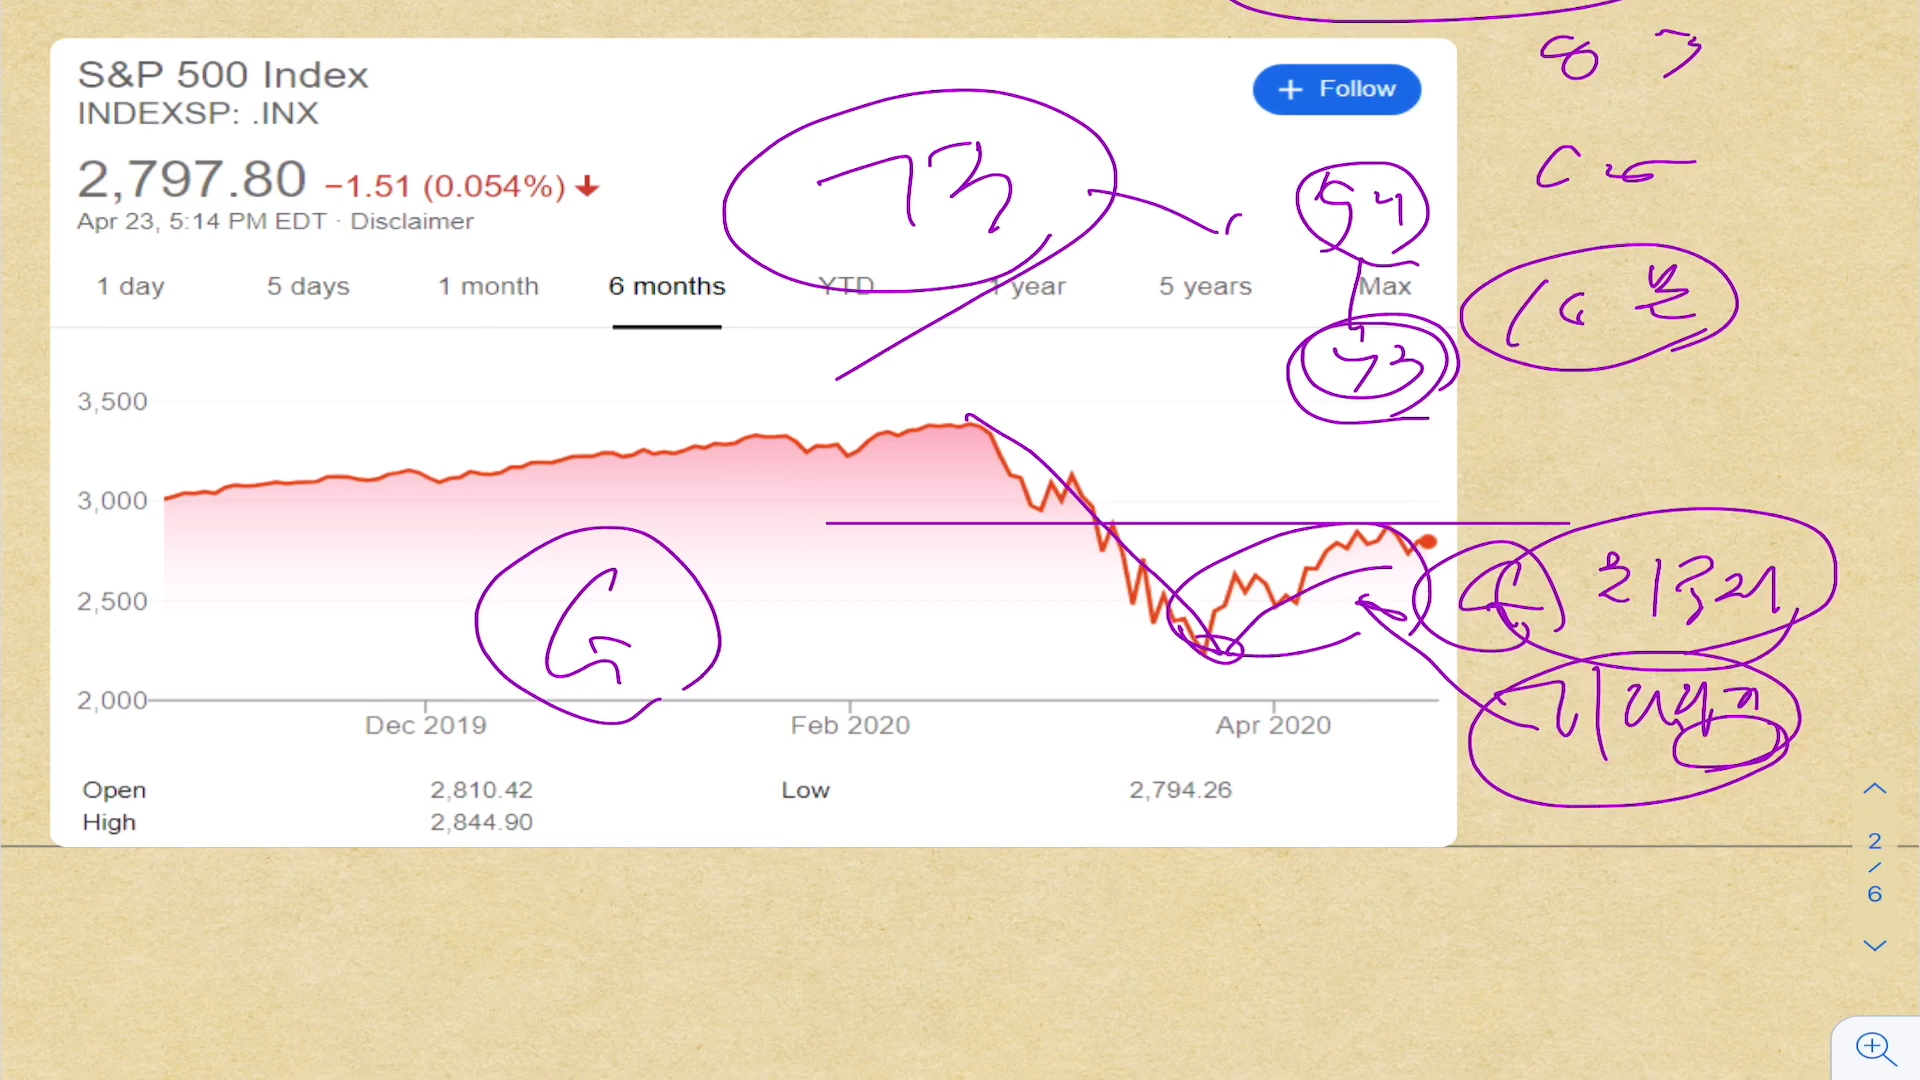 S&P 500 Index
INDEXSP: .INX
+ Follow
2,797.80 −1.51 (0.054%) ↓
Apr 23, 5:14 PM EDT · Disclaimer
1 day 5 days 1 month 6 months YTD 1 year 5 years Max
73
54
73
3,500
3,000
2,500
2,000
Dec 2019 Feb 2020 Apr 2020
Open 2,810.42 Low 2,794.26
High 2,844.90
2
/
6